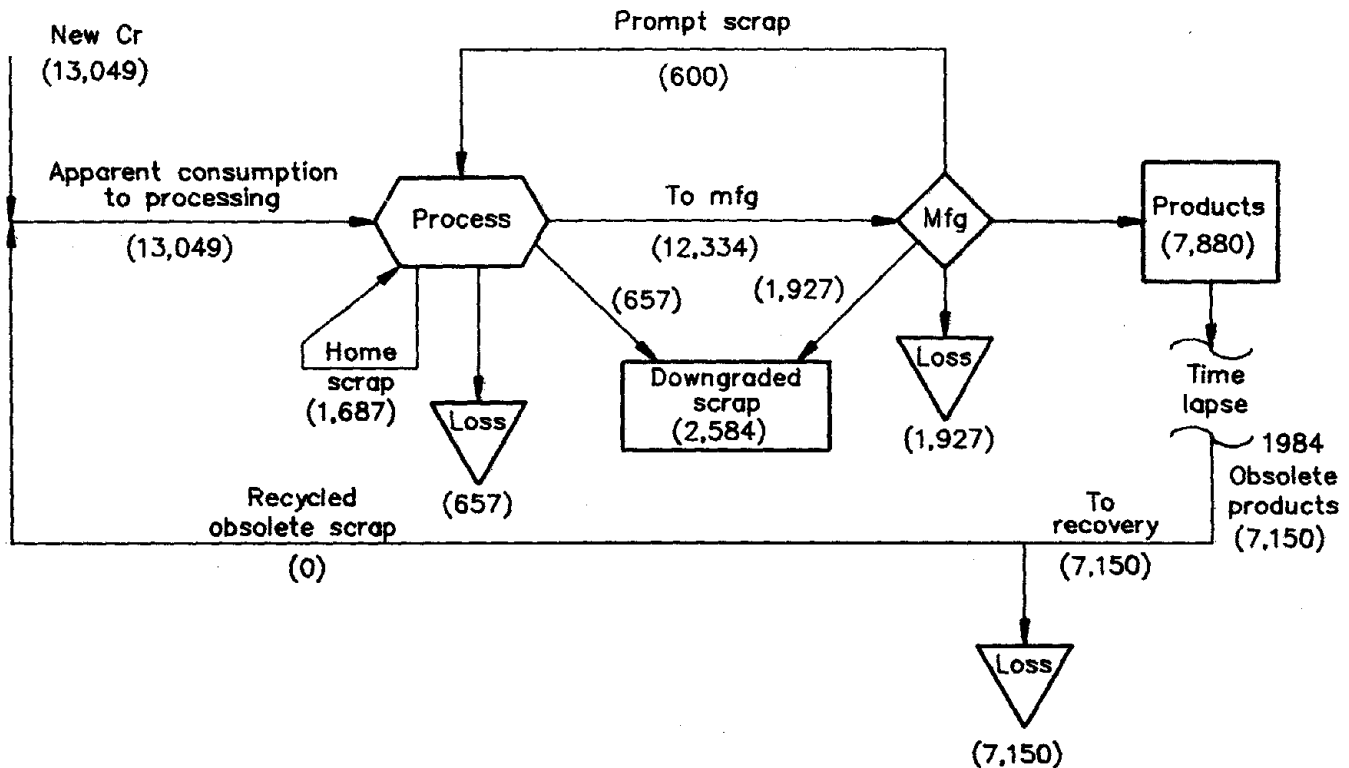 New Cr
(13,049)
Prompt scrap
(600)
Apparent consumption
to processing
(13,049)
Process
To mfg
(12,334)
Mfg
Products
(7,880)
(657)
(1,927)
Home
scrap
(1,687)
Loss
(657)
Downgraded
scrap
(2,584)
Loss
(1,927)
Time
lapse
1984
Obsolete
products
(7,150)
Recycled
obsolete scrap
(0)
To
recovery
(7,150)
Loss
(7,150)